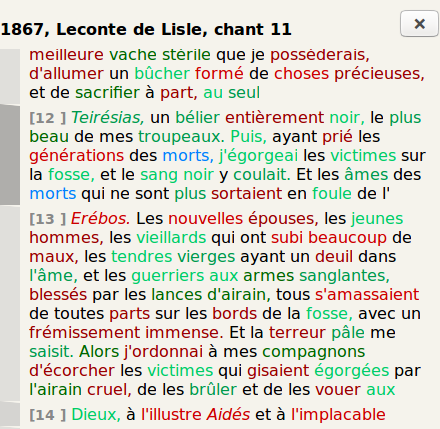 1867, Leconte de Lisle, chant 11
×
meilleure vache stérile que je posséderais,
d'allumer un bûcher formé de choses précieuses,
et de sacrifier à part, au seul
[12 ] Teirésias, un bélier entièrement noir, le plus
beau de mes troupeaux. Puis, ayant prié les
générations des morts, j'égorgeai les victimes sur
la fosse, et le sang noir y coulait. Et les âmes des
morts qui ne sont plus sortaient en foule de l'
[13 ] Erébos. Les nouvelles épouses, les jeunes
hommes, les vieillards qui ont subi beaucoup de
maux, les tendres vierges ayant un deuil dans
l'âme, et les guerriers aux armes sanglantes,
blessés par les lances d'airain, tous s'amassaient
de toutes parts sur les bords de la fosse, avec un
frémissement immense. Et la terreur pâle me
saisit. Alors j'ordonnai à mes compagnons
d'écorcher les victimes qui gisaient égorgées par
l'airain cruel, de les brûler et de les vouer aux
[14 ] Dieux, à l'illustre Aidés et à l'implacable